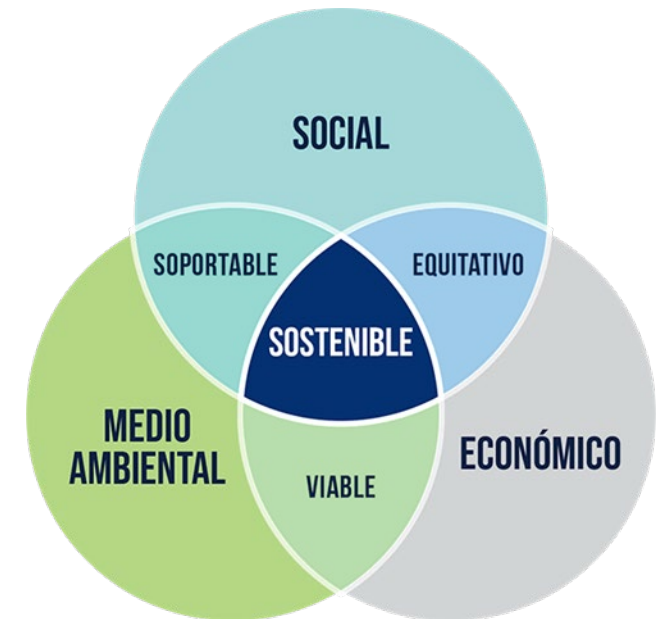 SOCIAL
SOPORTABLE
EQUITATIVO
SOSTENIBLE
MEDIO
AMBIENTAL
ECONÓMICO
VIABLE